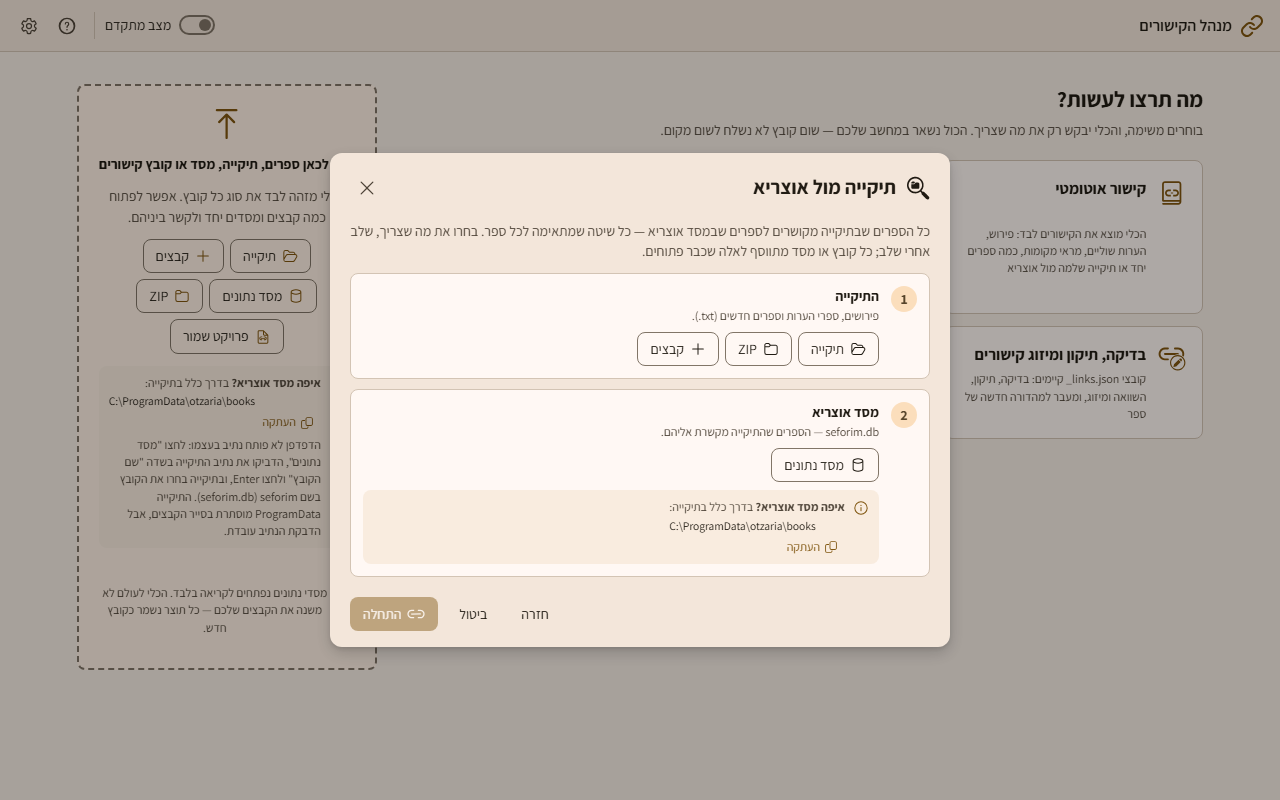 מנהל הקישורים
מצב מתקדם
מה תרצו לעשות?
בוחרים משימה, והכלי יבקש רק את מה שצריך. הכול נשאר במחשב שלכם — שום קובץ לא נשלח לשום מקום.
קישור אוטומטי
הכלי מוצא את הקישורים לבד: פירוש,
הערות שוליים, מראי מקומות, כמה ספרים
יחד או תיקייה שלמה מול אוצריא
בדיקה, תיקון ומיזוג קישורים
קובצי links.json_ קיימים: בדיקה, תיקון,
השוואה ומיזוג, ומעבר למהדורה חדשה של
ספר
לכאן ספרים, תיקייה, מסד או קובץ קישורים
לי מזהה לבד את סוג כל קובץ. אפשר לפתוח
כמה קבצים ומסדים יחד ולקשר ביניהם.
תיקייה
קבצים
מסד נתונים
ZIP
פרויקט שמור
איפה מסד אוצריא? בדרך כלל בתיקייה:
C:\ProgramData\otzaria\books
העתקה
הדפדפן לא פותח נתיב בעצמו: לחצו "מסד
נתונים", הדביקו את נתיב התיקייה בשדה "שם
הקובץ" ולחצו Enter, ובתיקייה בחרו את הקובץ
בשם seforim (seforim.db). התיקייה
ProgramData מוסתרת בסייר הקבצים, אבל
הדבקת הנתיב עובדת.
מסדי נתונים נפתחים לקריאה בלבד. הכלי לעולם לא
משנה את הקבצים שלכם — כל תוצר נשמר כקובץ
חדש.
תיקייה מול אוצריא
כל הספרים שבתיקייה מקושרים לספרים שבמסד אוצריא — כל שיטה שמתאימה לכל ספר. בחרו את מה שצריך, שלב
אחרי שלב; כל קובץ או מסד מתווסף לאלה שכבר פתוחים.
1
התיקייה
פירושים, ספרי הערות וספרים חדשים (txt.).
תיקייה
ZIP
קבצים
2
מסד אוצריא
seforim.db — הספרים שהתיקייה מקשרת אליהם.
מסד נתונים
איפה מסד אוצריא? בדרך כלל בתיקייה:
C:\ProgramData\otzaria\books
העתקה
חזרה
ביטול
התחלה